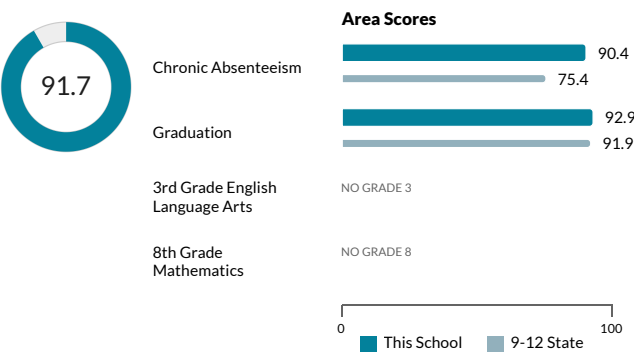 Area Scores
91.7
Chronic Absenteeism
90.4
75.4
Graduation
92.9
91.9
3rd Grade English
Language Arts
NO GRADE 3
8th Grade
Mathematics
NO GRADE 8
0
100
This School
9-12 State